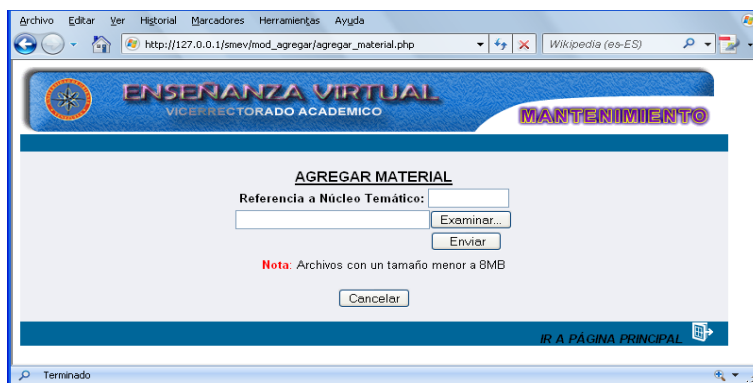 Archivo Editar Ver Historial Marcadores Herramientas Ayuda
http://127.0.0.1/smev/mod_agregar/agregar_material.php
Wikipedia (es-ES)
ENSEÑANZA VIRTUAL
VICERRECTORADO ACADEMICO
MANTENIMIENTO
AGREGAR MATERIAL
Referencia a Núcleo Temático:
Examinar...
Enviar
Nota: Archivos con un tamaño menor a 8MB
Cancelar
IR A PÁGINA PRINCIPAL
Terminado